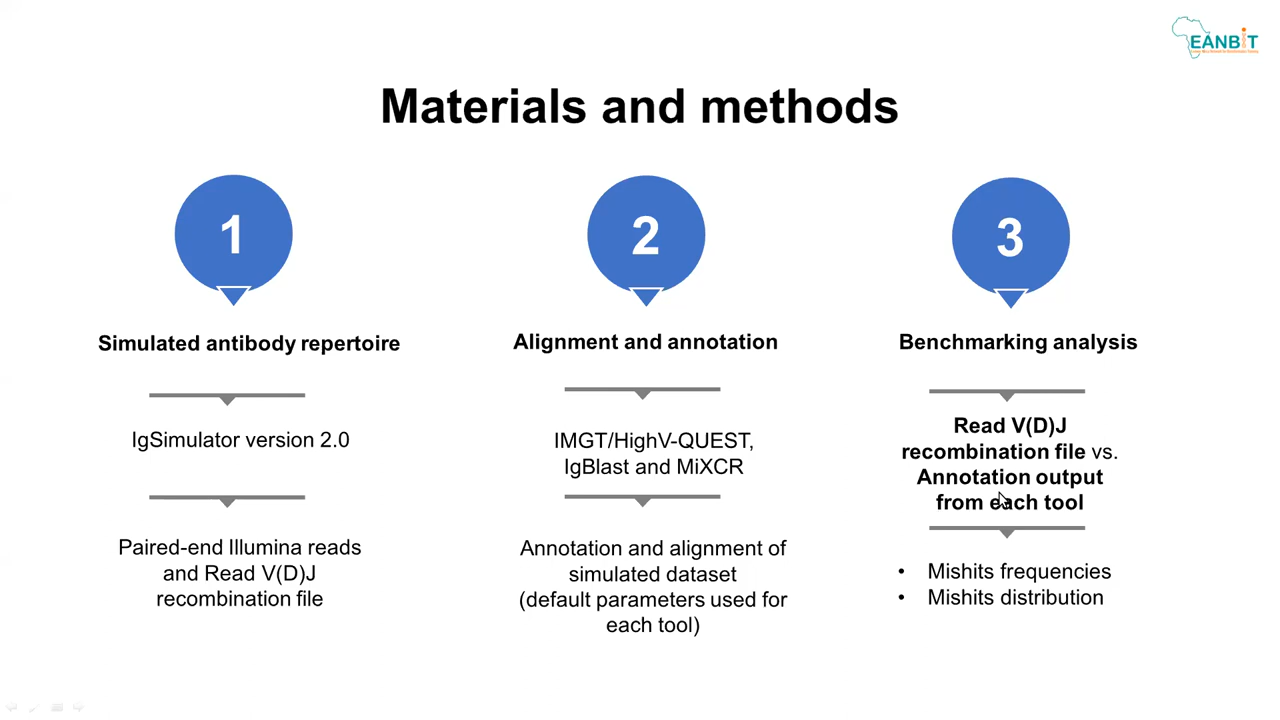 EANBiT
Materials and methods
1
Simulated antibody repertoire
IgSimulator version 2.0
Paired-end Illumina reads
and Read V(D)J
recombination file
2
Alignment and annotation
IMGT/HighV-QUEST,
IgBlast and MiXCR
Annotation and alignment of
simulated dataset
(default parameters used for
each tool)
3
Benchmarking analysis
Read V(D)J
recombination file vs.
Annotation output
from each tool
• Mishits frequencies
• Mishits distribution